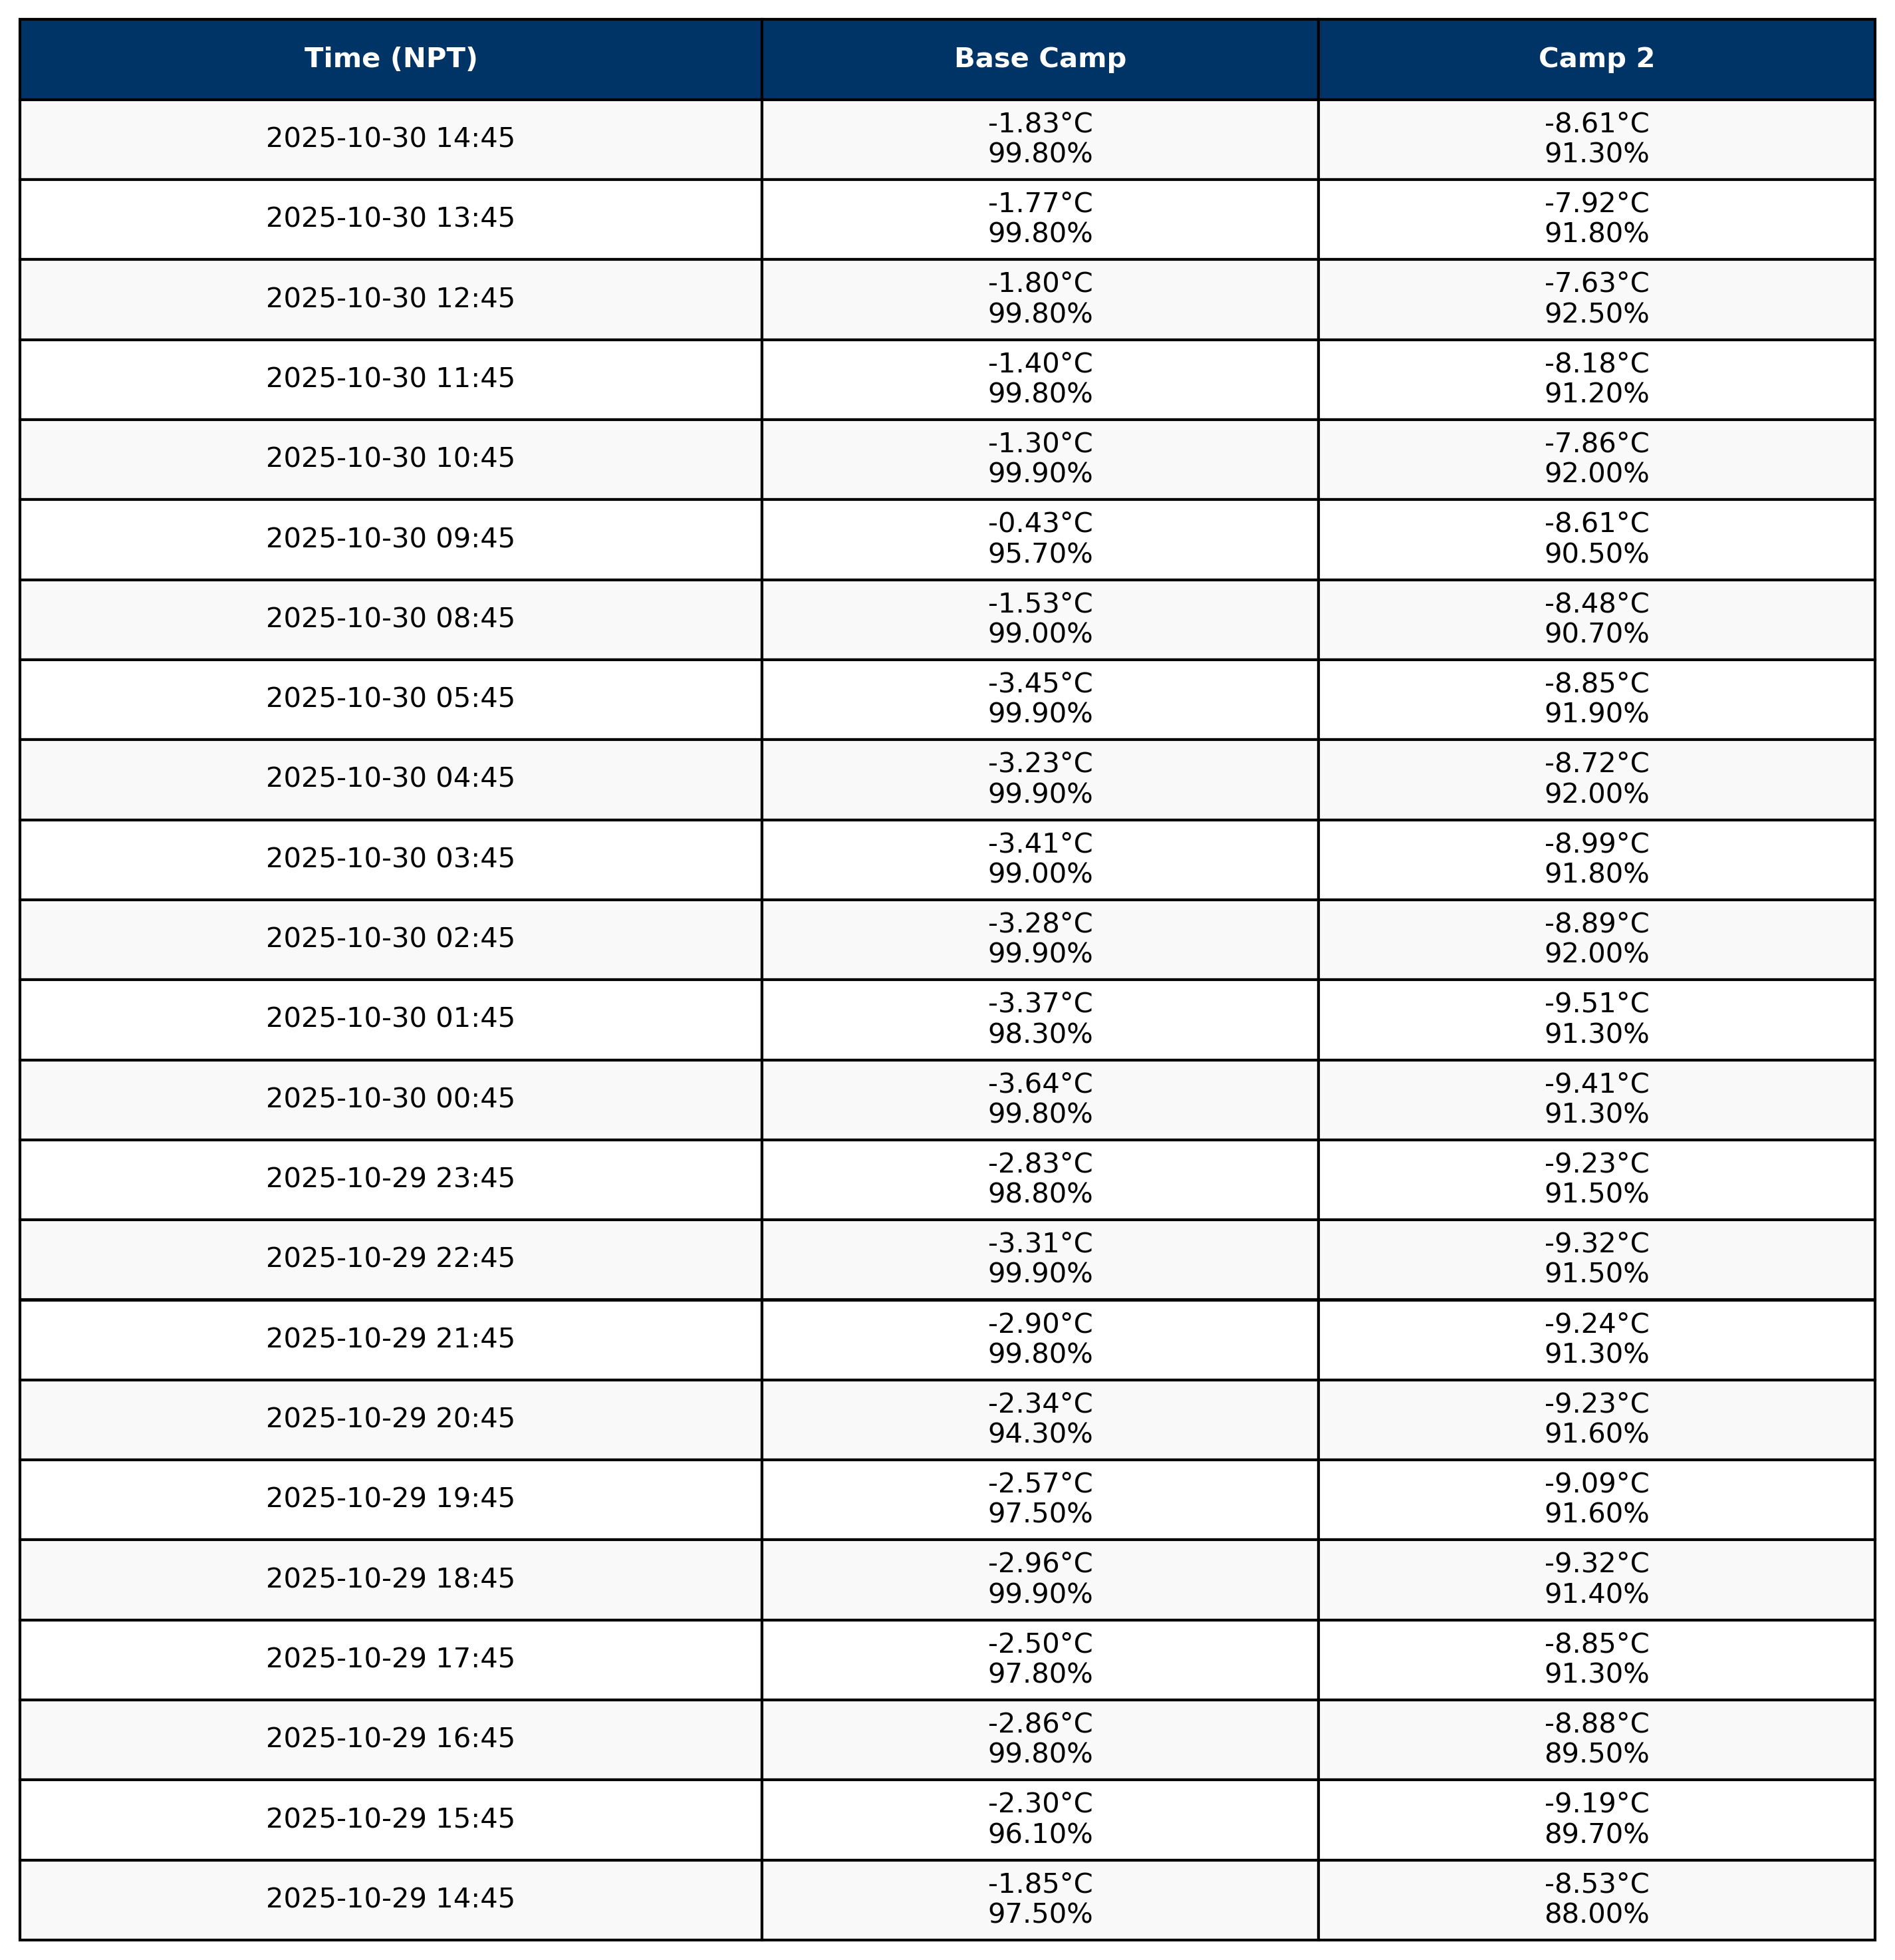 Time (NPT) Base Camp Camp 2
2025-10-30 14:45 -1.83°C -8.61°C
99.80% 91.30%
2025-10-30 13:45 -1.77°C -7.92°C
99.80% 91.80%
2025-10-30 12:45 -1.80°C -7.63°C
99.80% 92.50%
2025-10-30 11:45 -1.40°C -8.18°C
99.80% 91.20%
2025-10-30 10:45 -1.30°C -7.86°C
99.90% 92.00%
2025-10-30 09:45 -0.43°C -8.61°C
95.70% 90.50%
2025-10-30 08:45 -1.53°C -8.48°C
99.00% 90.70%
2025-10-30 05:45 -3.45°C -8.85°C
99.90% 91.90%
2025-10-30 04:45 -3.23°C -8.72°C
99.90% 92.00%
2025-10-30 03:45 -3.41°C -8.99°C
99.00% 91.80%
2025-10-30 02:45 -3.28°C -8.89°C
99.90% 92.00%
2025-10-30 01:45 -3.37°C -9.51°C
98.30% 91.30%
2025-10-30 00:45 -3.64°C -9.41°C
99.80% 91.30%
2025-10-29 23:45 -2.83°C -9.23°C
98.80% 91.50%
2025-10-29 22:45 -3.31°C -9.32°C
99.90% 91.50%
2025-10-29 21:45 -2.90°C -9.24°C
99.80% 91.30%
2025-10-29 20:45 -2.34°C -9.23°C
94.30% 91.60%
2025-10-29 19:45 -2.57°C -9.09°C
97.50% 91.60%
2025-10-29 18:45 -2.96°C -9.32°C
99.90% 91.40%
2025-10-29 17:45 -2.50°C -8.85°C
97.80% 91.30%
2025-10-29 16:45 -2.86°C -8.88°C
99.80% 89.50%
2025-10-29 15:45 -2.30°C -9.19°C
96.10% 89.70%
2025-10-29 14:45 -1.85°C -8.53°C
97.50% 88.00%